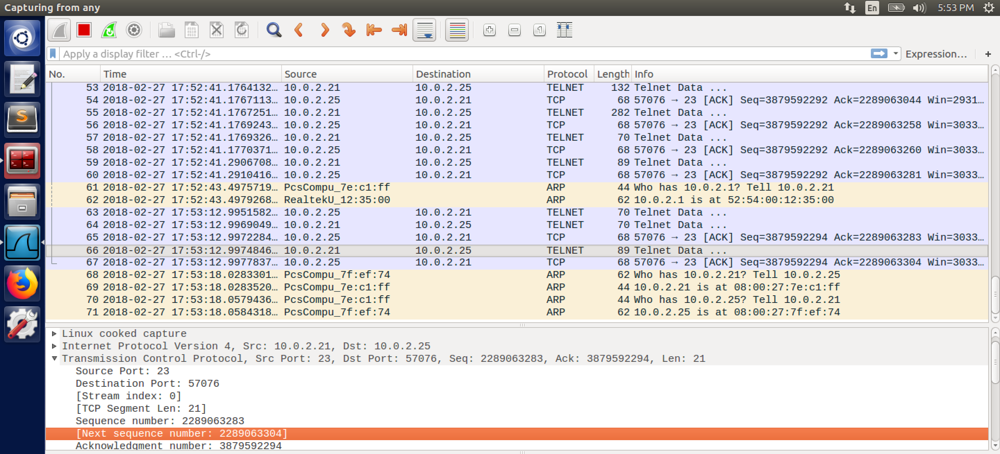 Capturing from any
En
5:53 PM
Apply a display filter … <Ctrl-/>
Expression…
+
No. Time Source Destination Protocol Length Info
53 2018-02-27 17:52:41.1764132… 10.0.2.21 10.0.2.25 TELNET 132 Telnet Data ...
54 2018-02-27 17:52:41.1767113… 10.0.2.25 10.0.2.21 TCP 68 57076 → 23 [ACK] Seq=3879592292 Ack=2289063044 Win=2931…
55 2018-02-27 17:52:41.1767251… 10.0.2.21 10.0.2.25 TELNET 282 Telnet Data ...
56 2018-02-27 17:52:41.1769243… 10.0.2.25 10.0.2.21 TCP 68 57076 → 23 [ACK] Seq=3879592292 Ack=2289063258 Win=3033…
57 2018-02-27 17:52:41.1769326… 10.0.2.21 10.0.2.25 TELNET 70 Telnet Data ...
58 2018-02-27 17:52:41.1770371… 10.0.2.25 10.0.2.21 TCP 68 57076 → 23 [ACK] Seq=3879592292 Ack=2289063260 Win=3033…
59 2018-02-27 17:52:41.2906708… 10.0.2.21 10.0.2.25 TELNET 89 Telnet Data ...
60 2018-02-27 17:52:41.2910416… 10.0.2.25 10.0.2.21 TCP 68 57076 → 23 [ACK] Seq=3879592292 Ack=2289063281 Win=3033…
61 2018-02-27 17:52:43.4975719… PcsCompu_7e:c1:ff ARP 44 Who has 10.0.2.1? Tell 10.0.2.21
62 2018-02-27 17:52:43.4979268… RealtekU_12:35:00 ARP 62 10.0.2.1 is at 52:54:00:12:35:00
63 2018-02-27 17:53:12.9951582… 10.0.2.25 10.0.2.21 TELNET 70 Telnet Data ...
64 2018-02-27 17:53:12.9969049… 10.0.2.21 10.0.2.25 TELNET 70 Telnet Data ...
65 2018-02-27 17:53:12.9972284… 10.0.2.25 10.0.2.21 TCP 68 57076 → 23 [ACK] Seq=3879592294 Ack=2289063283 Win=3033…
66 2018-02-27 17:53:12.9974846… 10.0.2.21 10.0.2.25 TELNET 89 Telnet Data ...
67 2018-02-27 17:53:12.9977837… 10.0.2.25 10.0.2.21 TCP 68 57076 → 23 [ACK] Seq=3879592294 Ack=2289063304 Win=3033…
68 2018-02-27 17:53:18.0283301… PcsCompu_7f:ef:74 ARP 62 Who has 10.0.2.21? Tell 10.0.2.25
69 2018-02-27 17:53:18.0283520… PcsCompu_7e:c1:ff ARP 44 10.0.2.21 is at 08:00:27:7e:c1:ff
70 2018-02-27 17:53:18.0579436… PcsCompu_7e:c1:ff ARP 44 Who has 10.0.2.25? Tell 10.0.2.21
71 2018-02-27 17:53:18.0584318… PcsCompu_7f:ef:74 ARP 62 10.0.2.25 is at 08:00:27:7f:ef:74
Linux cooked capture
Internet Protocol Version 4, Src: 10.0.2.21, Dst: 10.0.2.25
Transmission Control Protocol, Src Port: 23, Dst Port: 57076, Seq: 2289063283, Ack: 3879592294, Len: 21
Source Port: 23
Destination Port: 57076
[Stream index: 0]
[TCP Segment Len: 21]
Sequence number: 2289063283
[Next sequence number: 2289063304]
Acknowledgment number: 3879592294